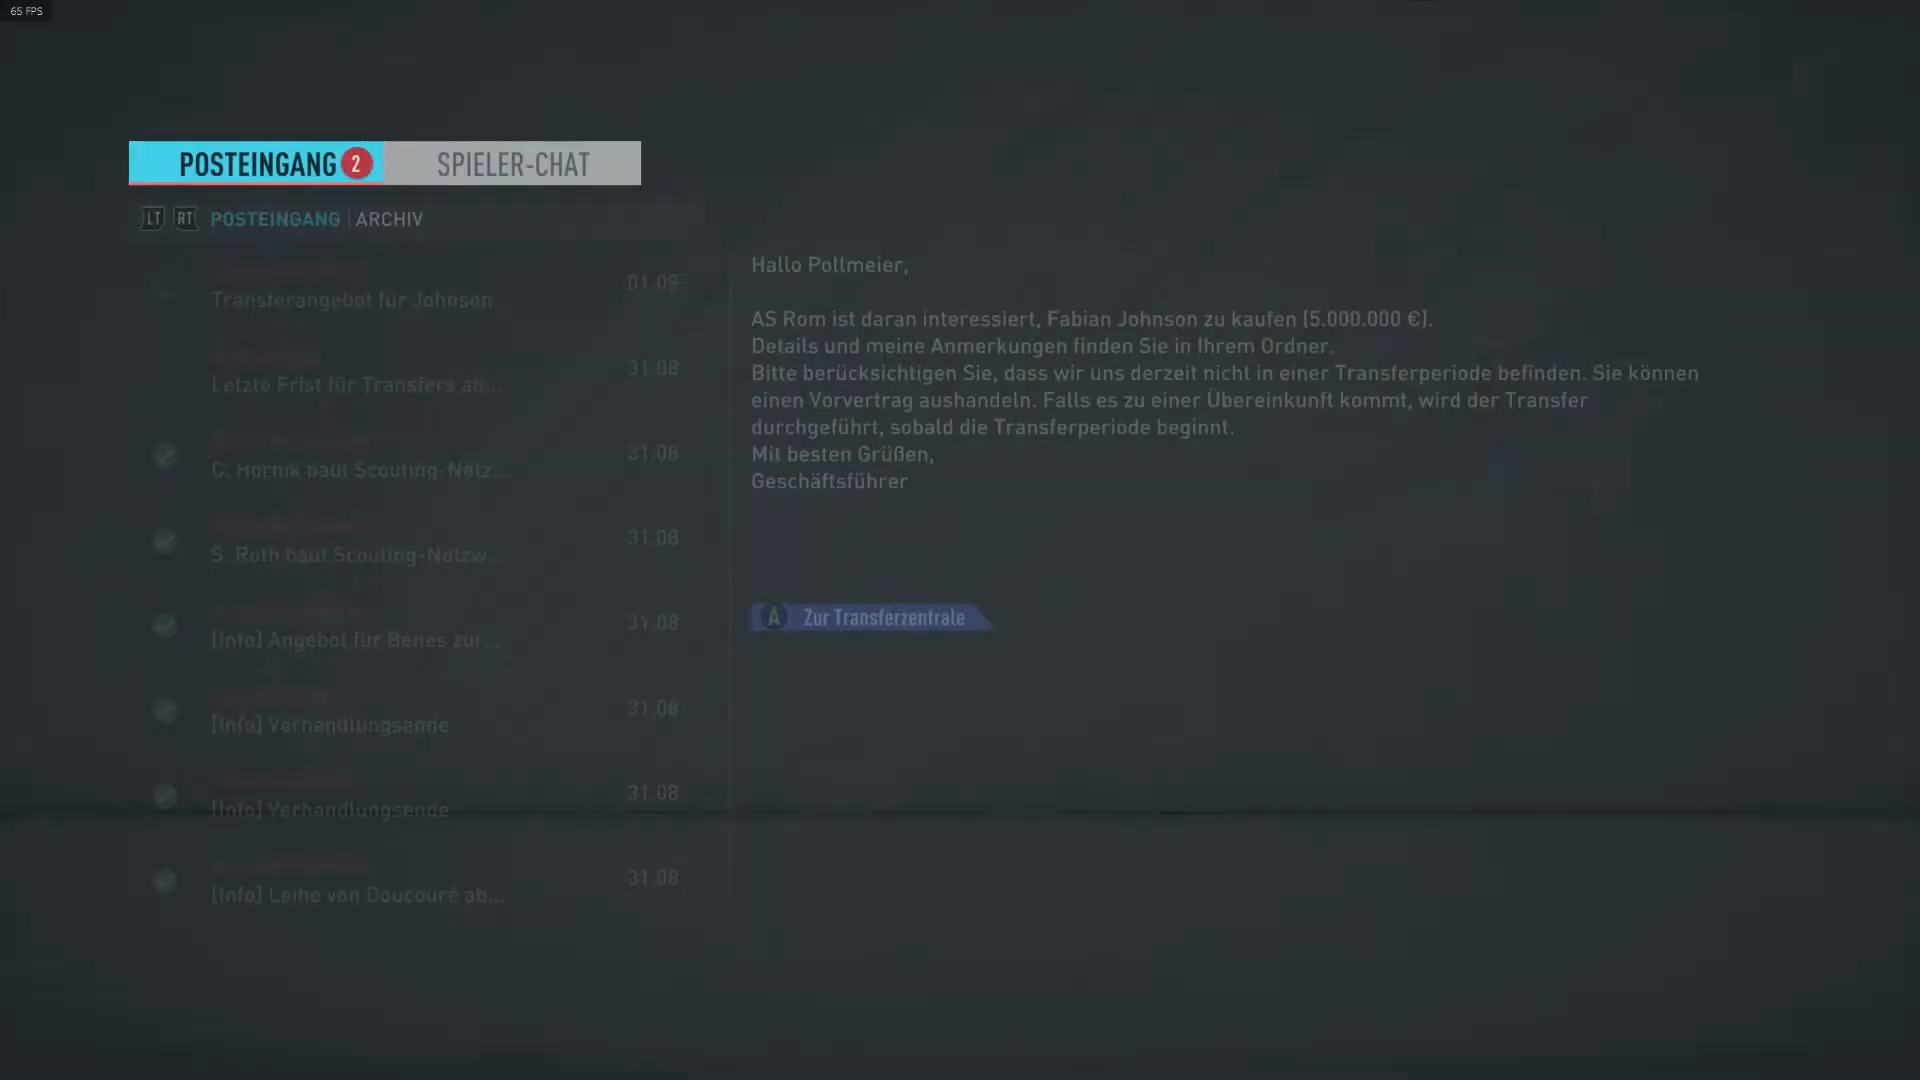 65 FPS
POSTEINGANG 2
SPIELER-CHAT
LT RT POSTEINGANG | ARCHIV
01.09
Transferangebot für Johnson
31.08
Letzte Frist für Transfers ab...
31.08
C. Hornik baut Scouting-Netz...
31.08
S. Roth baut Scouting-Netzw...
31.08
[Info] Angebot für Benes zur ...
31.08
[Info] Verhandlungsende
31.08
[Info] Verhandlungsende
31.08
[Info] Leihe von Doucouré ab...
Hallo Pollmeier,
AS Rom ist daran interessiert, Fabian Johnson zu kaufen (5.000.000 €).
Details und meine Anmerkungen finden Sie in Ihrem Ordner.
Bitte berücksichtigen Sie, dass wir uns derzeit nicht in einer Transferperiode befinden. Sie können
einen Vorvertrag aushandeln. Falls es zu einer Übereinkunft kommt, wird der Transfer
durchgeführt, sobald die Transferperiode beginnt.
Mit besten Grüßen,
Geschäftsführer
A Zur Transferzentrale